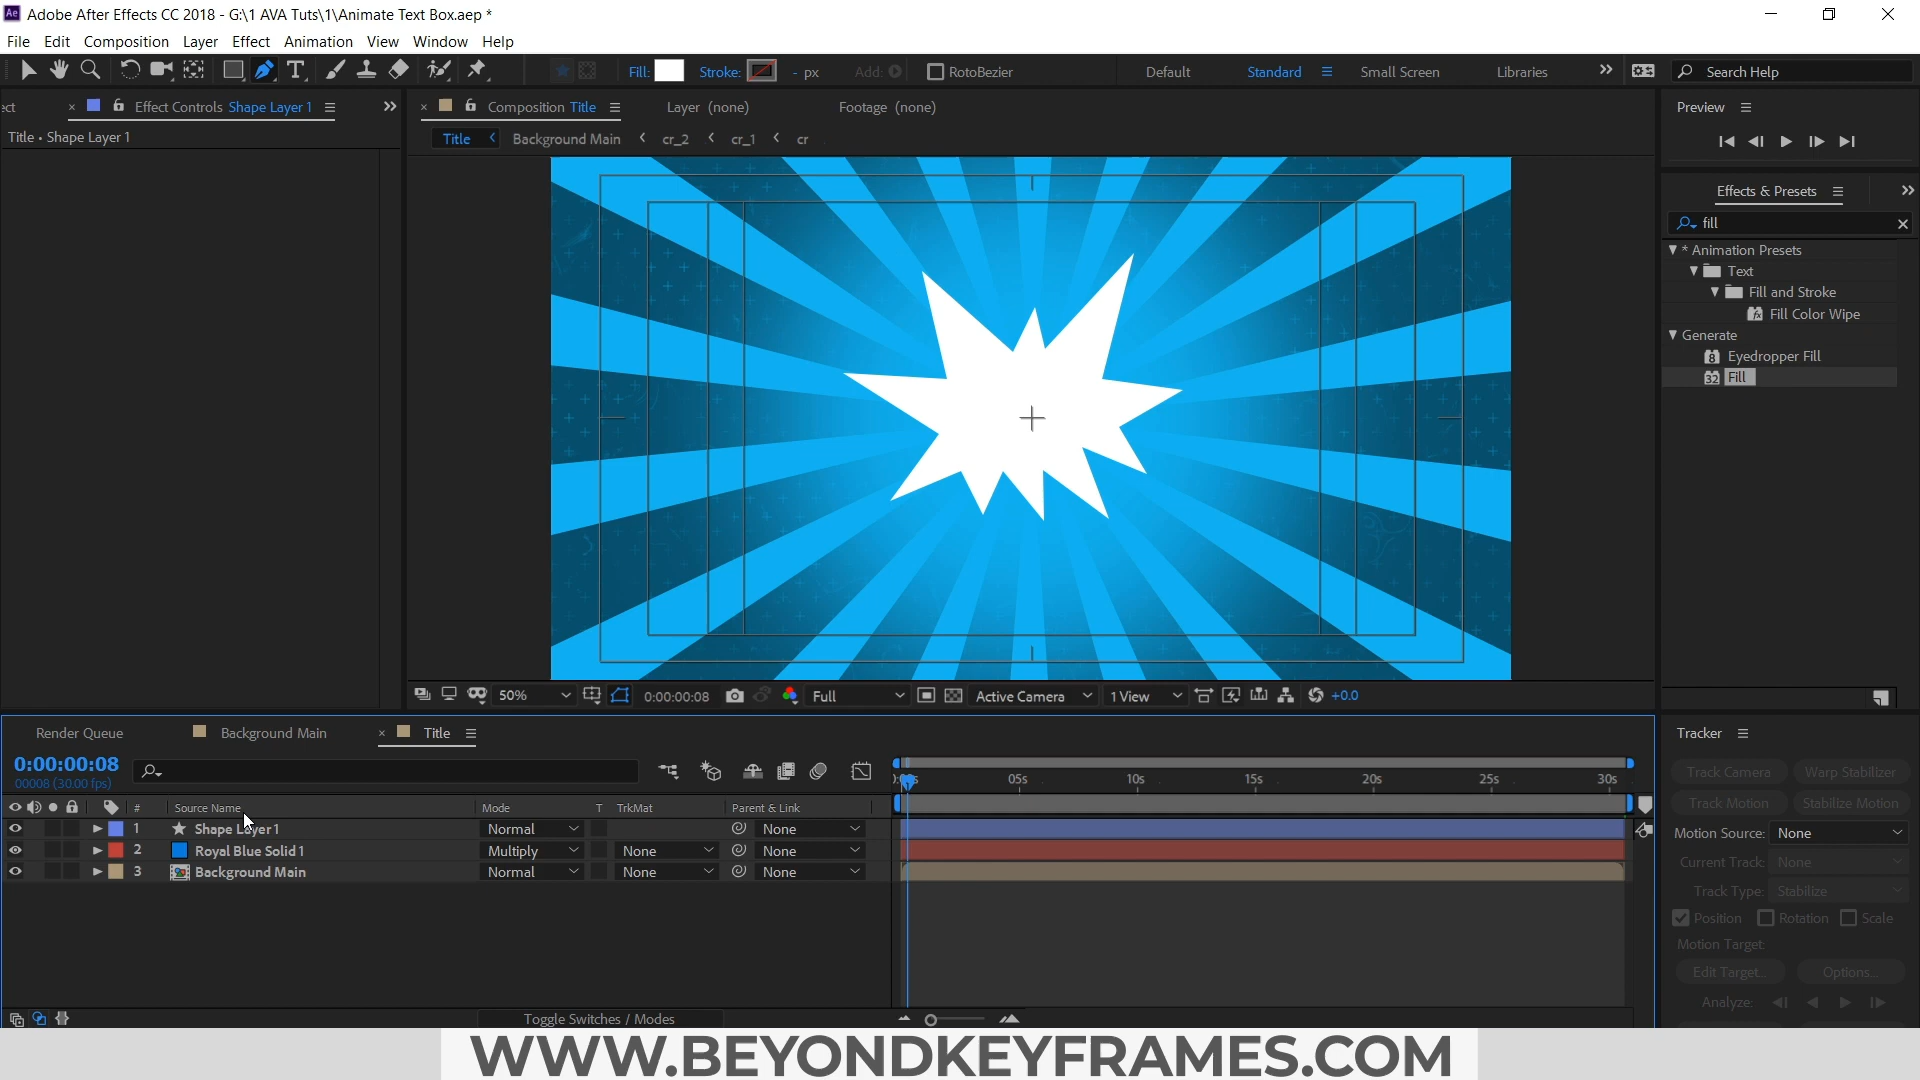 Adobe After Effects CC 2018 - G:\1 AVA Tuts\1\Animate Text Box.aep *
File Edit Composition Layer Effect Animation View Window Help
Fill: Stroke: - px Add: RotoBezier Default Standard Small Screen Libraries Search Help
ect Effect Controls Shape Layer 1 Composition Title Layer (none) Footage (none) Preview
Title • Shape Layer 1
Title Background Main cr_2 cr_1 cr
Effects & Presets
fill
* Animation Presets
Text
Fill and Stroke
Fill Color Wipe
Generate
8 Eyedropper Fill
32 Fill
50% 0:00:00:08 Full Active Camera 1 View +0.0
Render Queue Background Main Title Tracker
0:00:00:08
00008 (30.00 fps)
05s 10s 15s 20s 25s 30s
# Source Name Mode T TrkMat Parent & Link
1 Shape Layer 1 Normal None
2 Royal Blue Solid 1 Multiply None None
3 Background Main Normal None None
Track Camera Warp Stabilizer
Track Motion Stabilize Motion
Motion Source: None
Current Track: None
Track Type: Stabilize
Position Rotation Scale
Motion Target:
Edit Target... Options...
Analyze:
Toggle Switches / Modes
WWW.BEYONDKEYFRAMES.COM